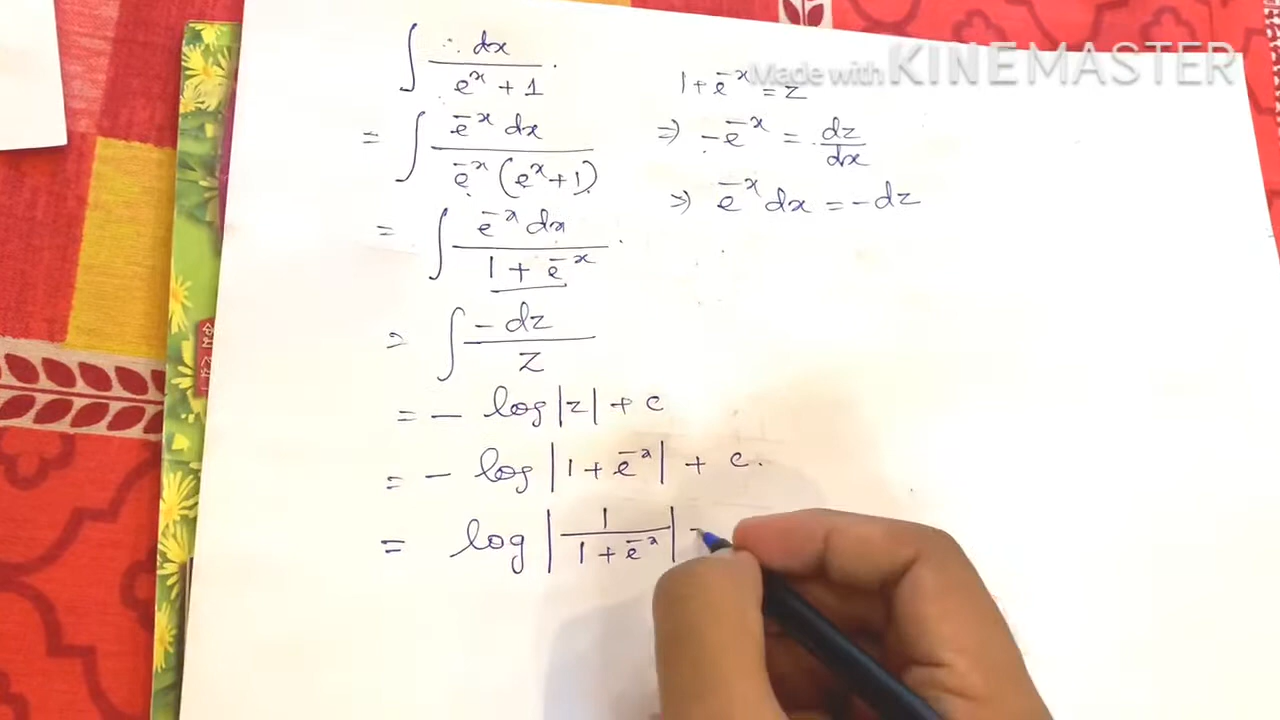 ∫ dx / (e^x + 1)
= ∫ e^-x dx / (e^-x (e^x + 1))
= ∫ e^-x dx / (1 + e^-x)
= ∫ -dz / z
= - log |z| + c
= - log |1 + e^-x| + c.
= log |1 / (1 + e^-x)|
1 + e^-x = z
⇒ -e^-x = dz/dx
⇒ e^-x dx = -dz
Made with KINEMASTER